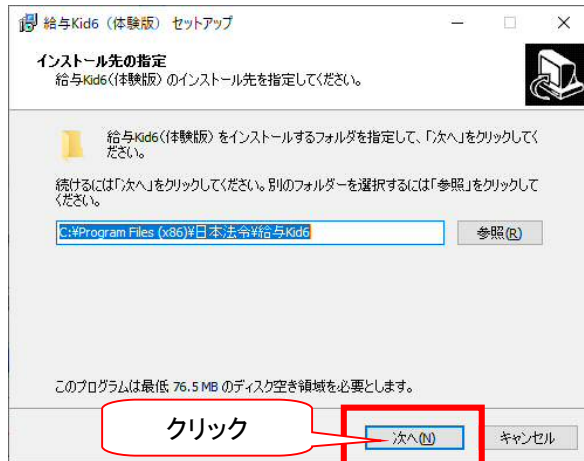 給与Kid6（体験版） セットアップ
インストール先の指定
給与Kid6(体験版) のインストール先を指定してください。
給与Kid6(体験版) をインストールするフォルダを指定して、「次へ」をクリックしてく
ださい。
続けるには「次へ」をクリックしてください。別のフォルダーを選択するには「参照」をクリックして
ください。
C:¥Program Files (x86)¥日本法令¥給与Kid6
参照(R)
このプログラムは最低 76.5 MB のディスク空き領域を必要とします。
クリック
次へ(N)
キャンセル